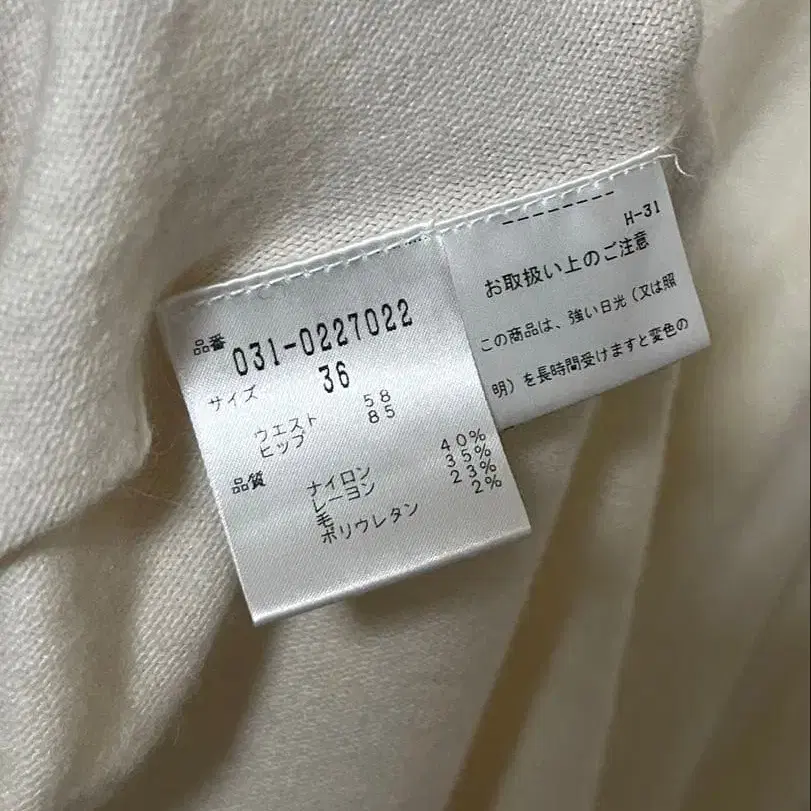 品番 031-0227022
サイズ 36
ウエスト 58
ヒップ 85
品質 ナイロン 40%
レーヨン 35%
毛 23%
ポリウレタン 2%
H-31
お取扱い上のご注意
この商品は、強い日光(又は照
明)を長時間受けますと変色の